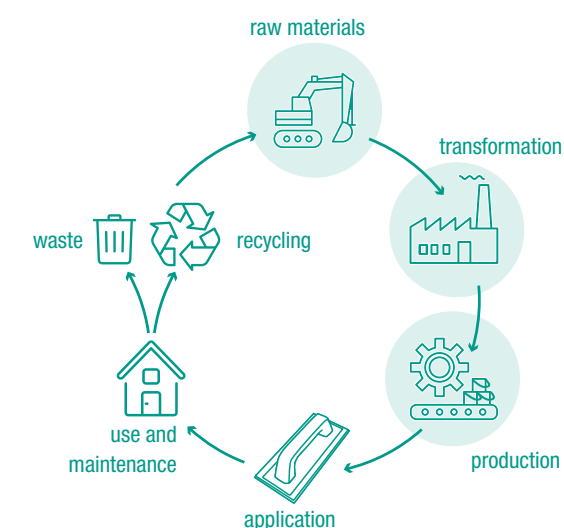 raw materials
transformation
waste
recycling
use and
maintenance
production
application